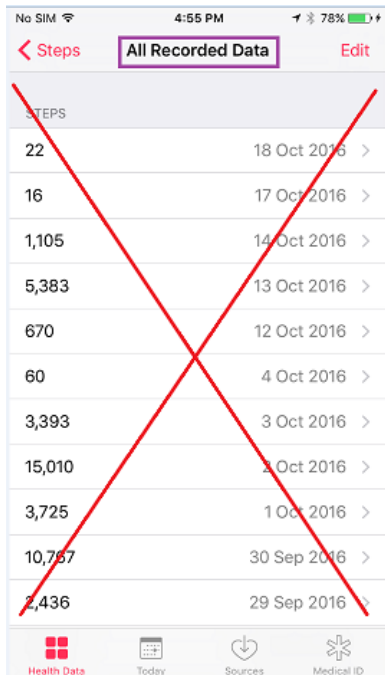 No SIM 4:55 PM 78%
Steps All Recorded Data Edit
STEPS
22 18 Oct 2016
16 17 Oct 2016
1,105 14 Oct 2016
5,383 13 Oct 2016
670 12 Oct 2016
60 4 Oct 2016
3,393 3 Oct 2016
15,010 2 Oct 2016
3,725 1 Oct 2016
10,767 30 Sep 2016
2,436 29 Sep 2016
Health Data Today Sources Medical ID